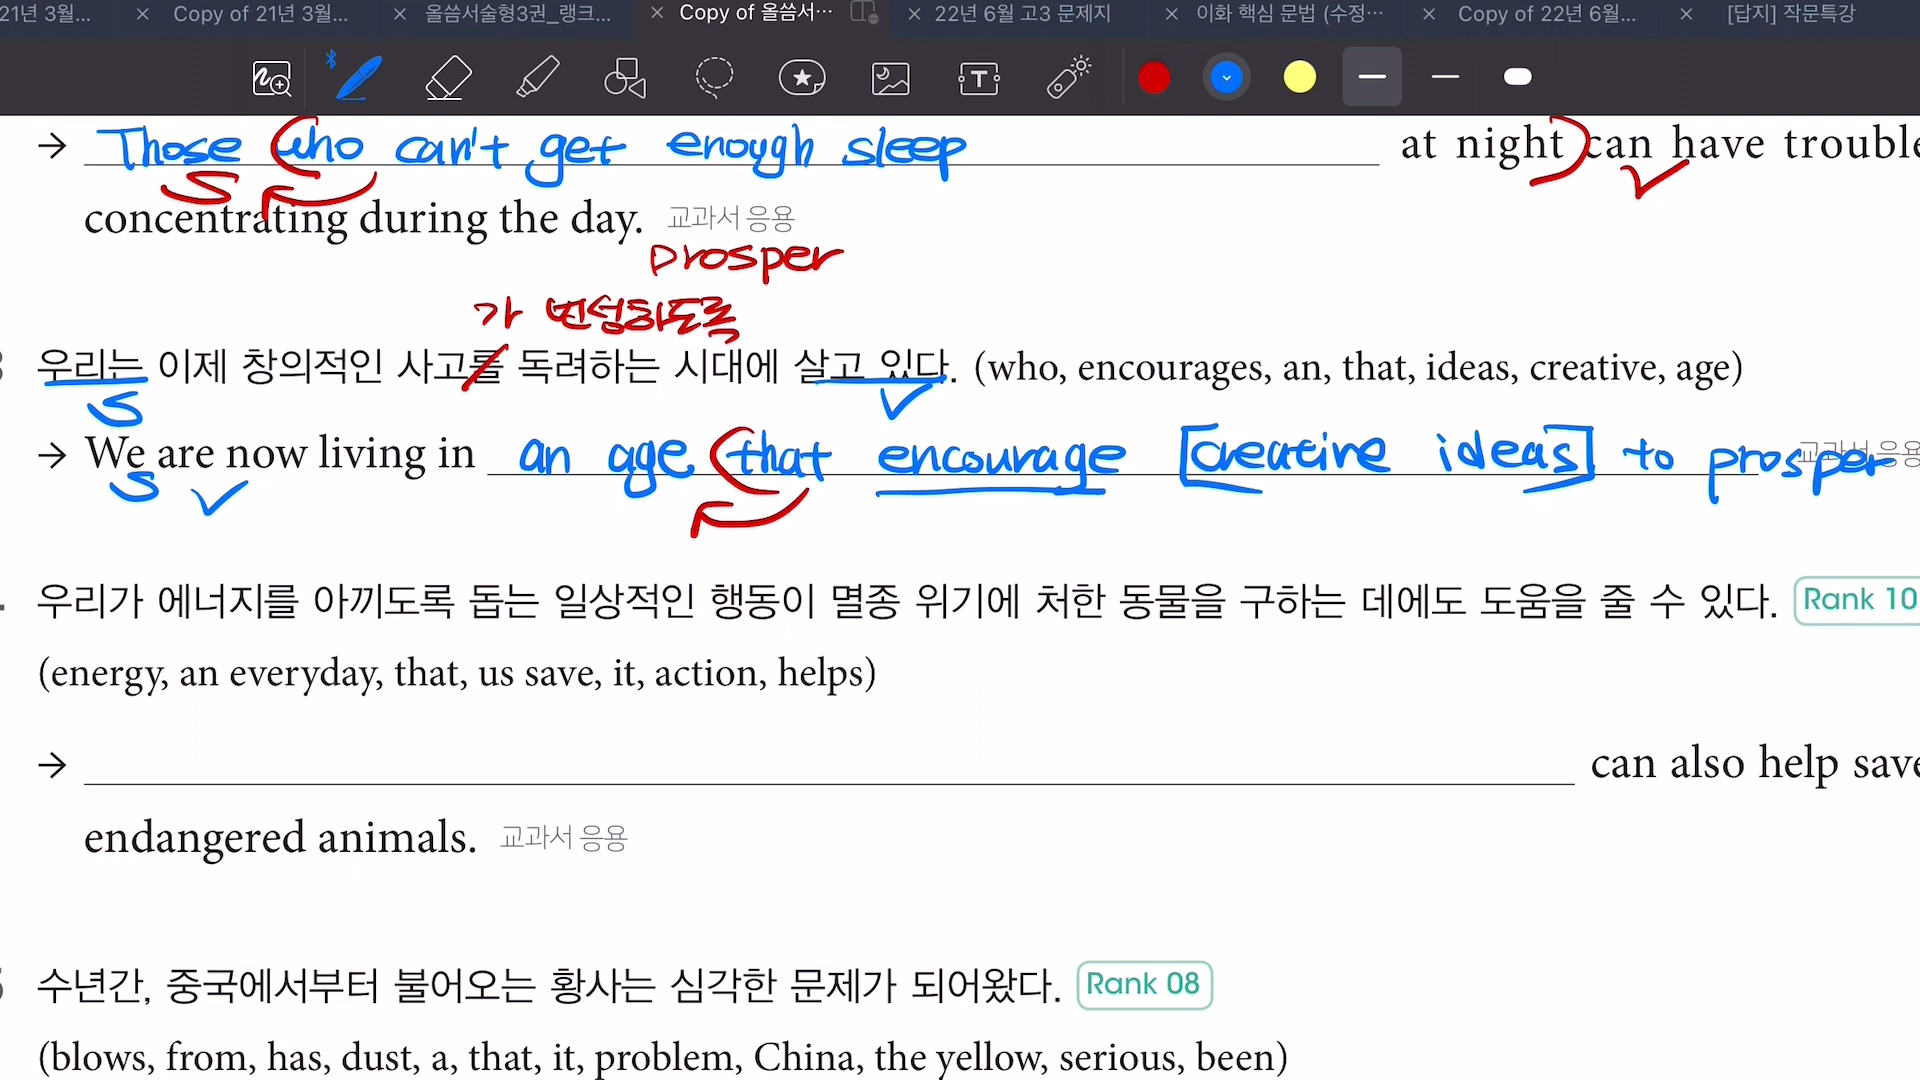 21년 3월... × Copy of 21년 3월... × 올씀서술형3권_랭크... × Copy of 올씀서... × 22년 6월 고3 문제지 × 이화 핵심 문법 (수정... × Copy of 22년 6월... × [답지] 작문특강
→ Those who can't get enough sleep at night can have trouble
S
concentrating during the day. 교과서 응용
prosper
가 번성하도록
우리는 이제 창의적인 사고를 독려하는 시대에 살고 있다. (who, encourages, an, that, ideas, creative, age)
S
→ We are now living in an age that encourage [creative ideas] to prosper 교과서 응용
S
우리가 에너지를 아끼도록 돕는 일상적인 행동이 멸종 위기에 처한 동물을 구하는 데에도 도움을 줄 수 있다. Rank 10
(energy, an everyday, that, us save, it, action, helps)
→ can also help save
endangered animals. 교과서 응용
수년간, 중국에서부터 불어오는 황사는 심각한 문제가 되어왔다. Rank 08
(blows, from, has, dust, a, that, it, problem, China, the yellow, serious, been)